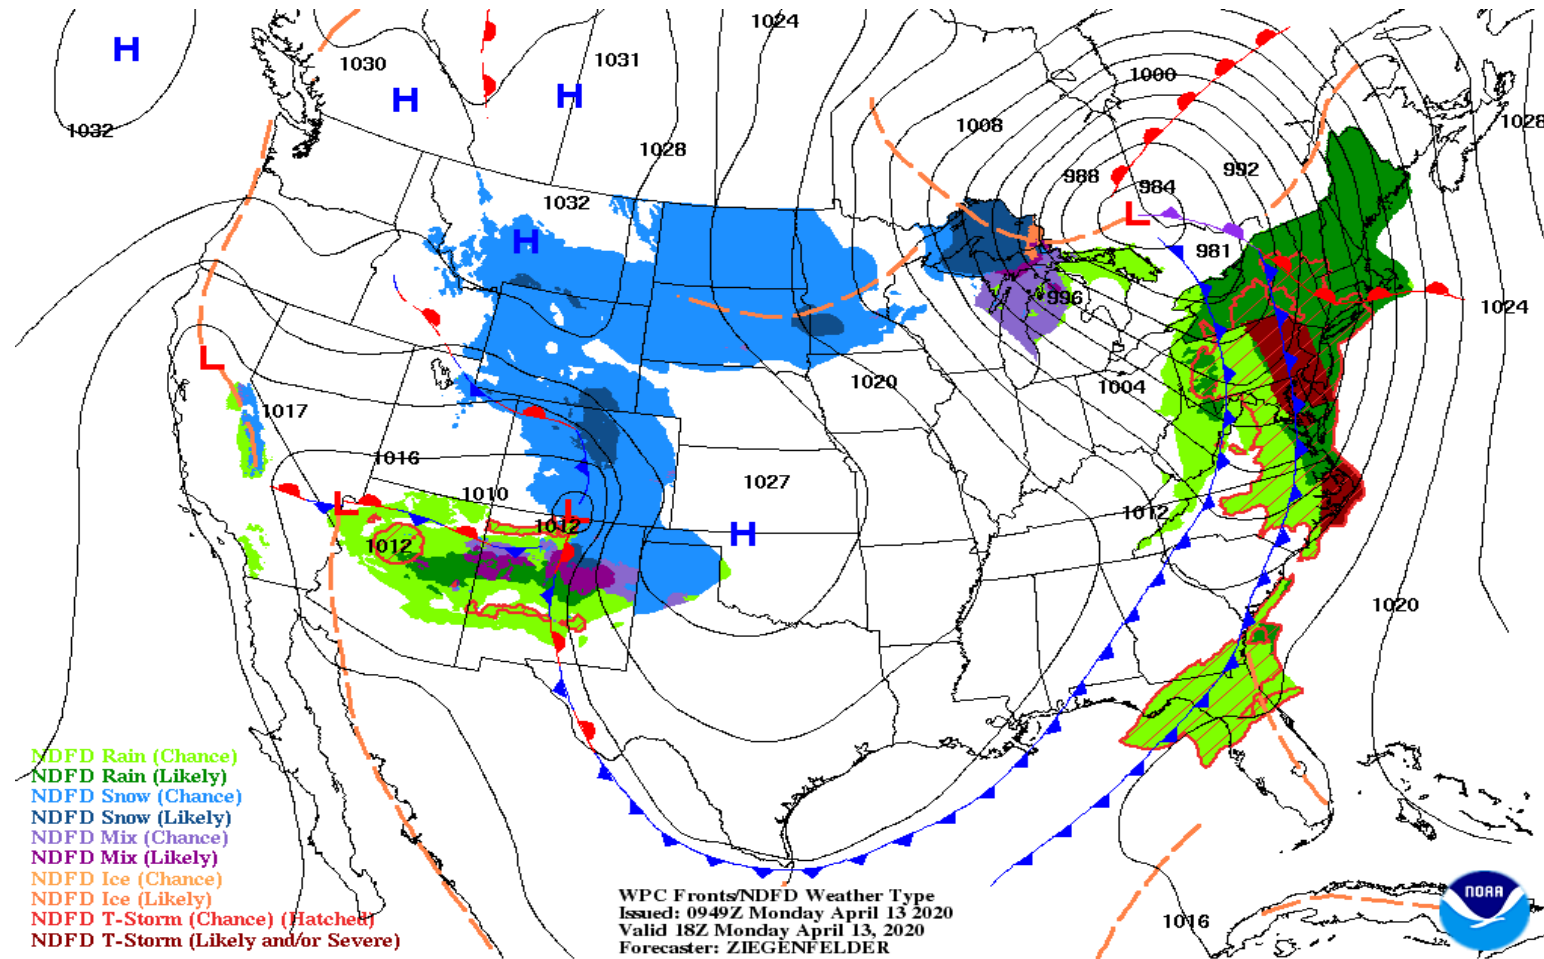 1024
H
1030
1031
1000
H
H
1032
1008
1028
1028
988
984
992
1032
L
H
981
996
1024
L
1020
1004
1017
1016
1027
1010
L
L
1012
1012
H
1012
1020
NDFD Rain (Chance)
NDFD Rain (Likely)
NDFD Snow (Chance)
NDFD Snow (Likely)
NDFD Mix (Chance)
NDFD Mix (Likely)
NDFD Ice (Chance)
NDFD Ice (Likely)
NDFD T-Storm (Chance) (Hatched)
NDFD T-Storm (Likely and/or Severe)
WPC Fronts/NDFD Weather Type
Issued: 0949Z Monday April 13 2020
Valid 18Z Monday April 13, 2020
Forecaster: ZIEGENFELDER
1016
NOAA